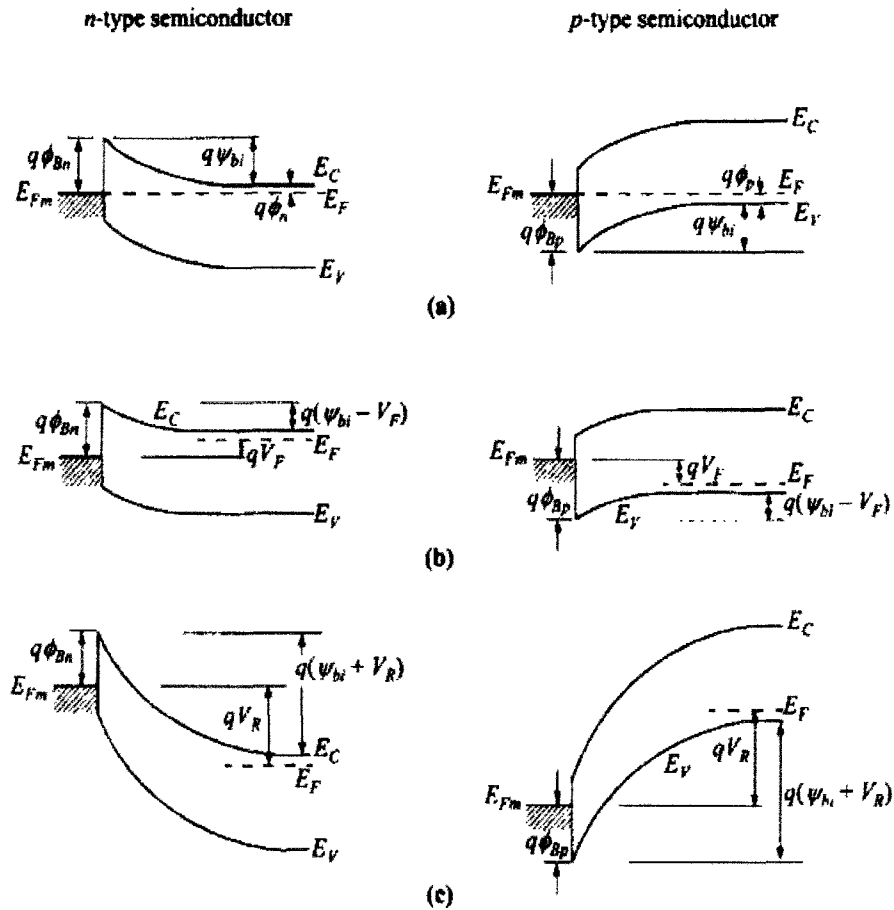 n-type semiconductor
p-type semiconductor
qϕBn
qψbi
EC
EFm
EF
qϕn
EV
EC
EFm
qϕp
EF
EV
qϕBp
qψbi
(a)
qϕBn
EC
q(ψbi − VF)
EFm
qVF
EF
EV
EC
EFm
qVF
EF
qϕBp
EV
q(ψbi − VF)
(b)
qϕBn
q(ψbi + VR)
EFm
qVR
EC
EF
EV
EC
EF
qVR
EV
q(ψbi + VR)
EFm
qϕBp
(c)